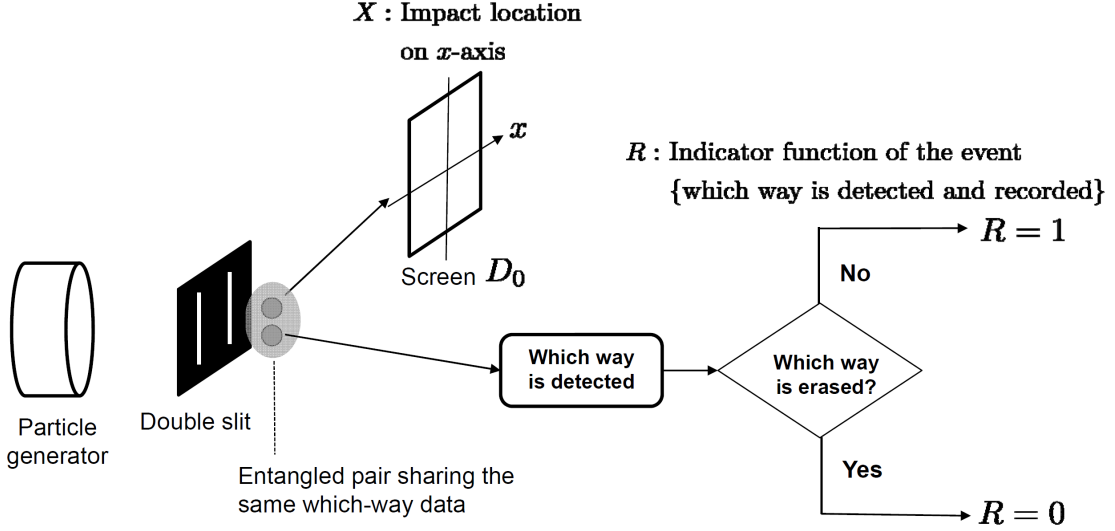 X : Impact location
on x-axis
x
R : Indicator function of the event
{which way is detected and recorded}
R = 1
Screen D₀
No
Which way
is detected
Which way
is erased?
Double slit
Particle
generator
Yes
Entangled pair sharing the
same which-way data
R = 0